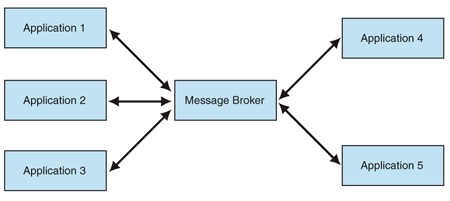 Application 1
Application 2
Application 3
Message Broker
Application 4
Application 5